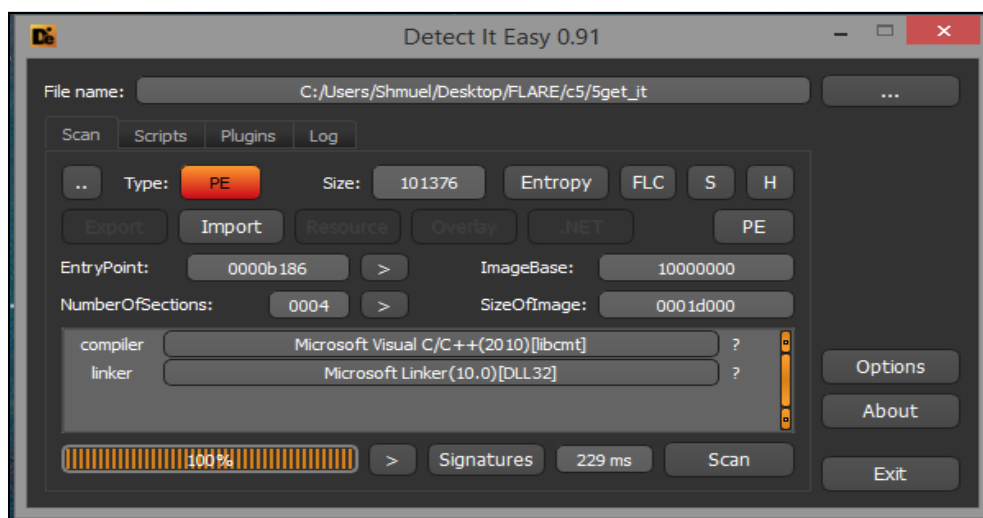 De Detect It Easy 0.91
File name: C:/Users/Shmuel/Desktop/FLARE/c5/5get_it ...
Scan Scripts Plugins Log
.. Type: PE Size: 101376 Entropy FLC S H
Export Import Resource Overlay .NET PE
EntryPoint: 0000b186 > ImageBase: 10000000
NumberOfSections: 0004 > SizeOfImage: 0001d000
compiler Microsoft Visual C/C++(2010)[libcmt] ?
linker Microsoft Linker(10.0)[DLL32] ?
Options
About
100% > Signatures 229 ms Scan
Exit